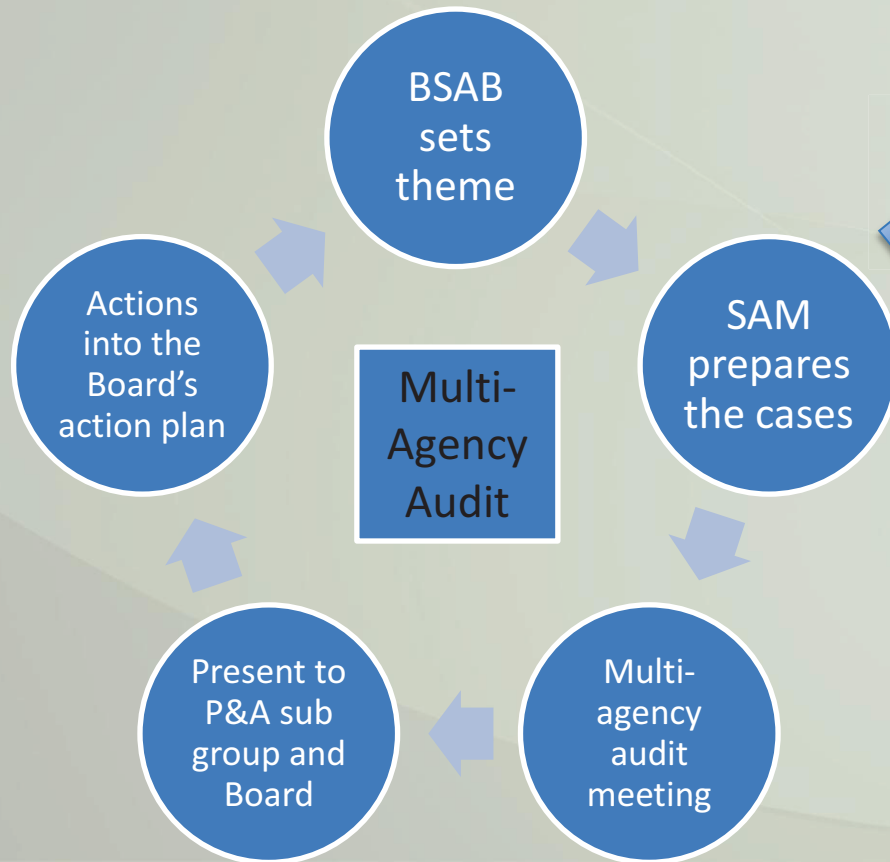 BSAB
sets
theme
SAM
prepares
the cases
Multi-
agency
audit
meeting
Present to
P&A sub
group and
Board
Actions
into the
Board’s
action plan
Multi-
Agency
Audit